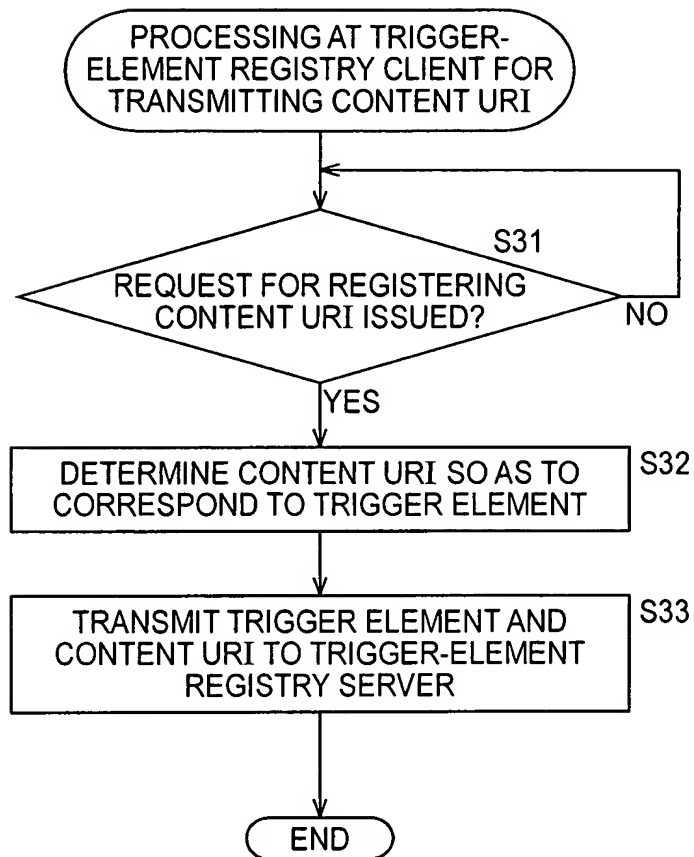 PROCESSING AT TRIGGER-
ELEMENT REGISTRY CLIENT FOR
TRANSMITTING CONTENT URI
S31
REQUEST FOR REGISTERING
CONTENT URI ISSUED?
NO
YES
DETERMINE CONTENT URI SO AS TO
CORRESPOND TO TRIGGER ELEMENT
S32
TRANSMIT TRIGGER ELEMENT AND
CONTENT URI TO TRIGGER-ELEMENT
REGISTRY SERVER
S33
END